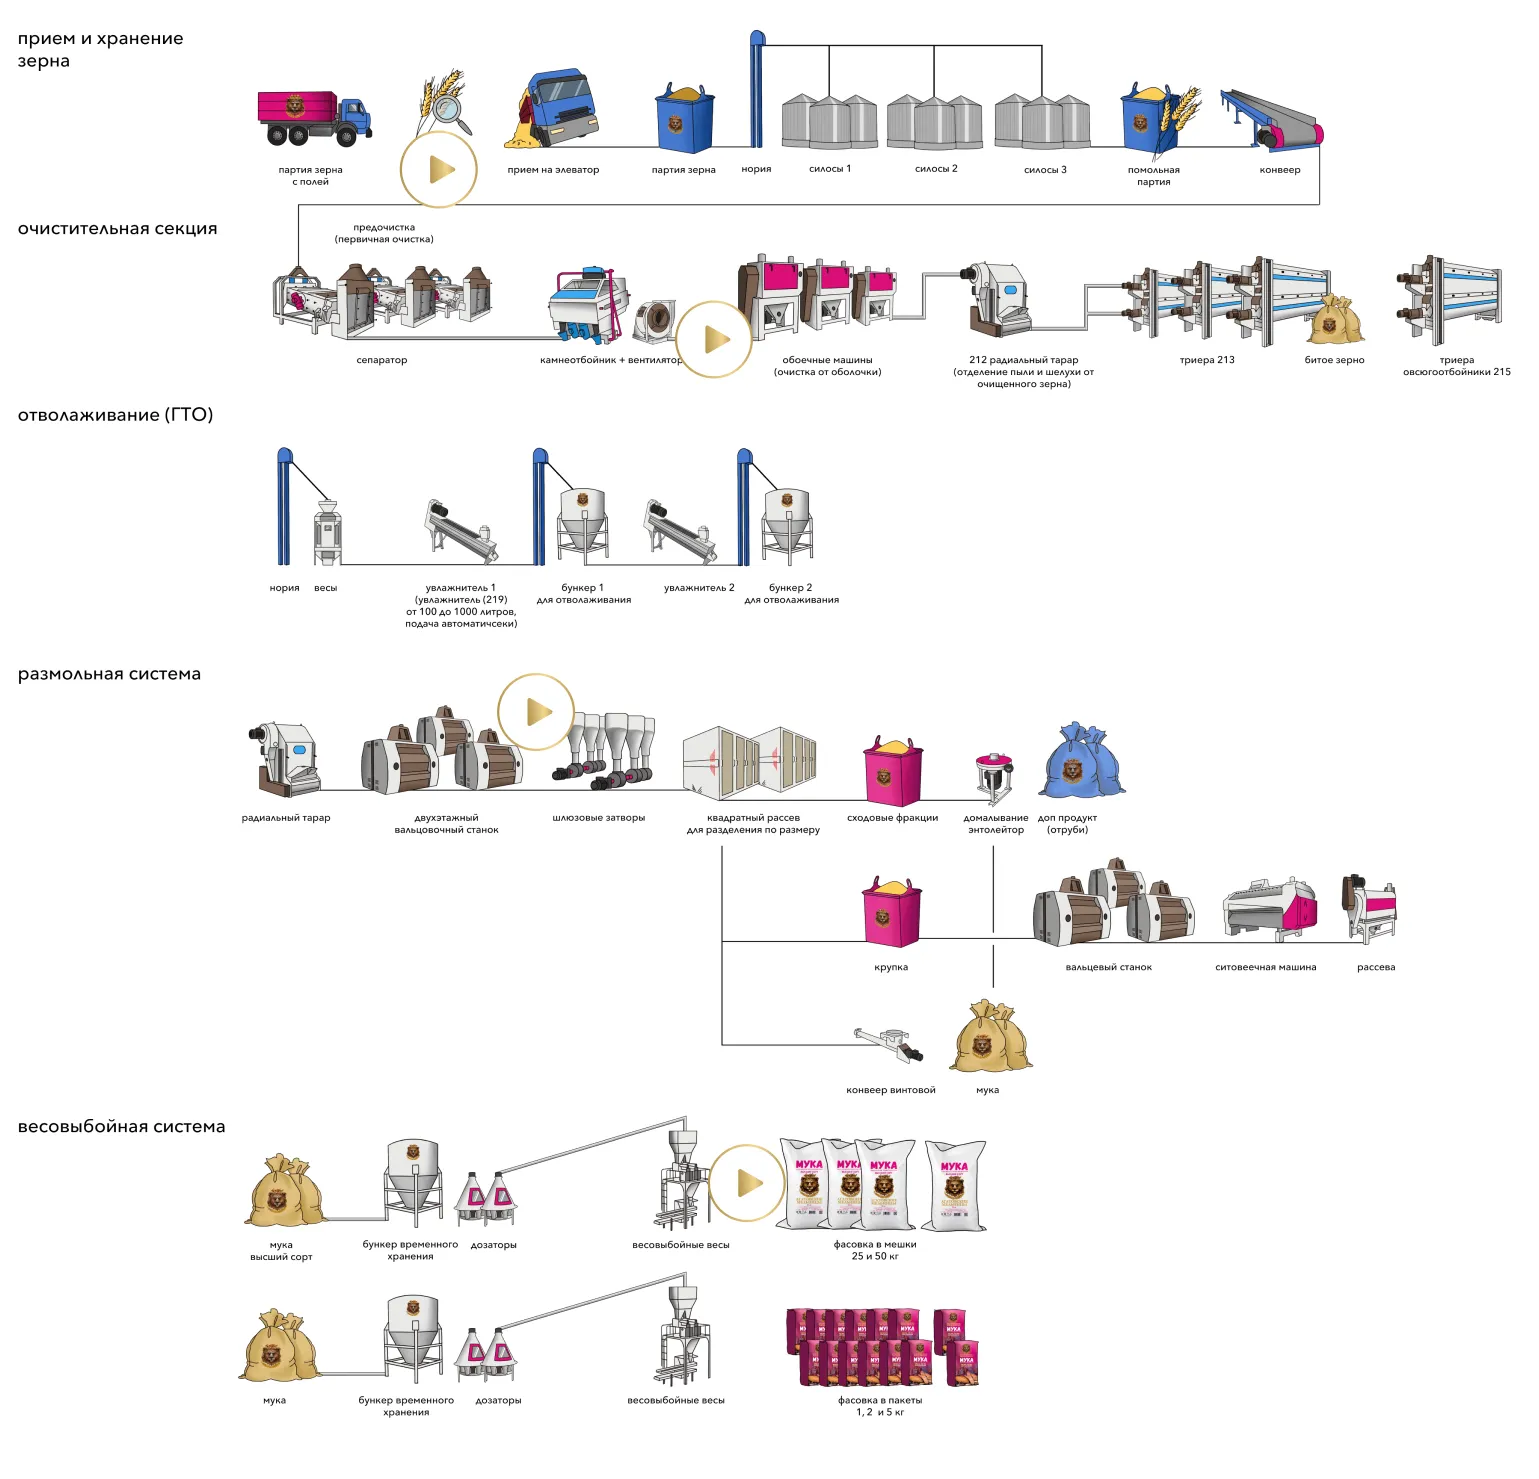 прием и хранение
зерна
партия зерна
с полей
прием на элеватор
партия зерна
нория
силосы 1
силосы 2
силосы 3
помольная
партия
конвеер
очистительная секция
предочистка
(первичная очистка)
сепаратор
камнеотбойник + вентилятор
обоечные машины
(очистка от оболочки)
212 радиальный тарар
(отделение пыли и шелухи от
очищенного зерна)
триера 213
битое зерно
триера
овсюгоотбойники 215
отволаживание (ГТО)
нория
весы
увлажнитель 1
(увлажнитель (219)
от 100 до 1000 литров,
подача автоматичсеки)
бункер 1
для отволаживания
увлажнитель 2
бункер 2
для отволаживания
размольная система
радиальный тарар
двухэтажный
вальцовочный станок
шлюзовые затворы
квадратный рассев
для разделения по размеру
сходовые фракции
домалывание
энтолейтор
доп продукт
(отруби)
крупка
вальцевый станок
ситовеечная машина
рассева
конвеер винтовой
мука
весовыбойная система
мука
высший сорт
бункер временного
хранения
дозаторы
весовыбойные весы
МУКА
МУКА
МУКА
МУКА
фасовка в мешки
25 и 50 кг
мука
бункер временного
хранения
дозаторы
весовыбойные весы
МУКА
МУКА
МУКА
МУКА
фасовка в пакеты
1, 2 и 5 кг